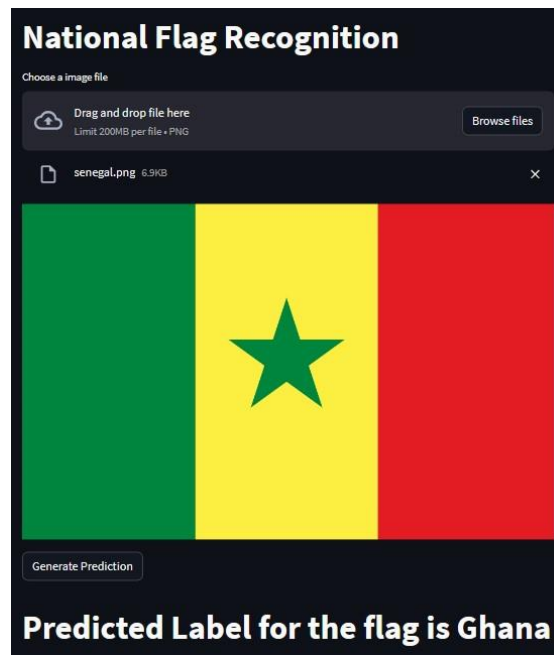 National Flag Recognition
Choose a image file
Drag and drop file here
Limit 200MB per file • PNG
Browse files
senegal.png 6.9KB
Generate Prediction
Predicted Label for the flag is Ghana